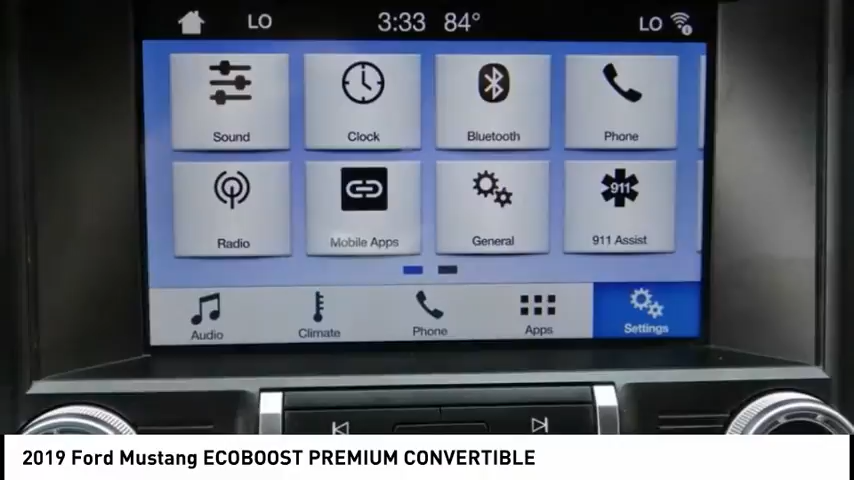 LO 3:33 84° LO
Sound Clock Bluetooth Phone
911
Radio Mobile Apps General 911 Assist
Audio Climate Phone Apps Settings
2019 Ford Mustang ECOBOOST PREMIUM CONVERTIBLE